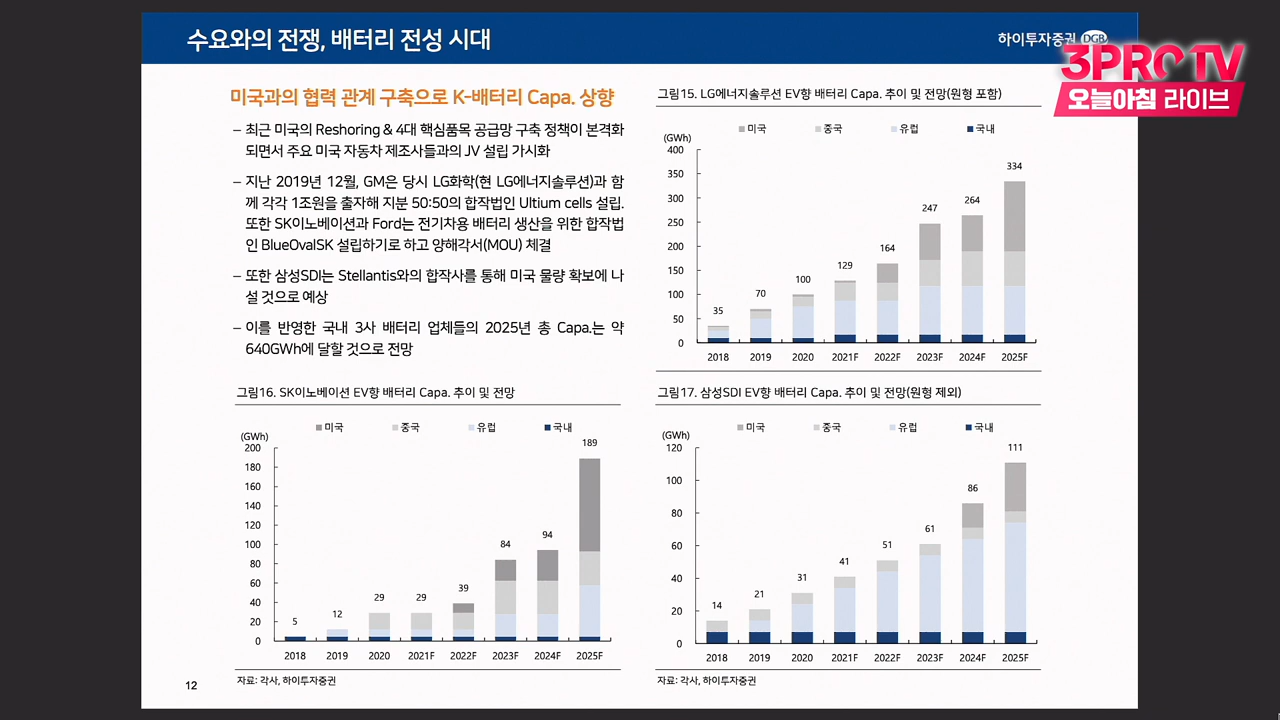 수요와의 전쟁, 배터리 전성 시대
하이투자증권 DGB
3PRO TV
오늘아침 라이브
미국과의 협력 관계 구축으로 K-배터리 Capa. 상향
– 최근 미국의 Reshoring & 4대 핵심품목 공급망 구축 정책이 본격화
되면서 주요 미국 자동차 제조사들과의 JV 설립 가시화
– 지난 2019년 12월, GM은 당시 LG화학(현 LG에너지솔루션)과 함
께 각각 1조원을 출자해 지분 50:50의 합작법인 Ultium cells 설립.
또한 SK이노베이션과 Ford는 전기차용 배터리 생산을 위한 합작법
인 BlueOvalSK 설립하기로 하고 양해각서(MOU) 체결
– 또한 삼성SDI는 Stellantis와의 합작사를 통해 미국 물량 확보에 나
설 것으로 예상
– 이를 반영한 국내 3사 배터리 업체들의 2025년 총 Capa.는 약
640GWh에 달할 것으로 전망
그림15. LG에너지솔루션 EV향 배터리 Capa. 추이 및 전망(원형 포함)
미국 중국 유럽 국내
(GWh)
400
350
300
250
200
150
100
50
0
35 70 100 129 164 247 264 334
2018 2019 2020 2021F 2022F 2023F 2024F 2025F
그림16. SK이노베이션 EV향 배터리 Capa. 추이 및 전망
미국 중국 유럽 국내
(GWh)
200
180
160
140
120
100
80
60
40
20
0
5 12 29 29 39 84 94 189
2018 2019 2020 2021F 2022F 2023F 2024F 2025F
자료: 각사, 하이투자증권
그림17. 삼성SDI EV향 배터리 Capa. 추이 및 전망(원형 제외)
미국 중국 유럽 국내
(GWh)
120
100
80
60
40
20
0
14 21 31 41 51 61 86 111
2018 2019 2020 2021F 2022F 2023F 2024F 2025F
자료: 각사, 하이투자증권
12